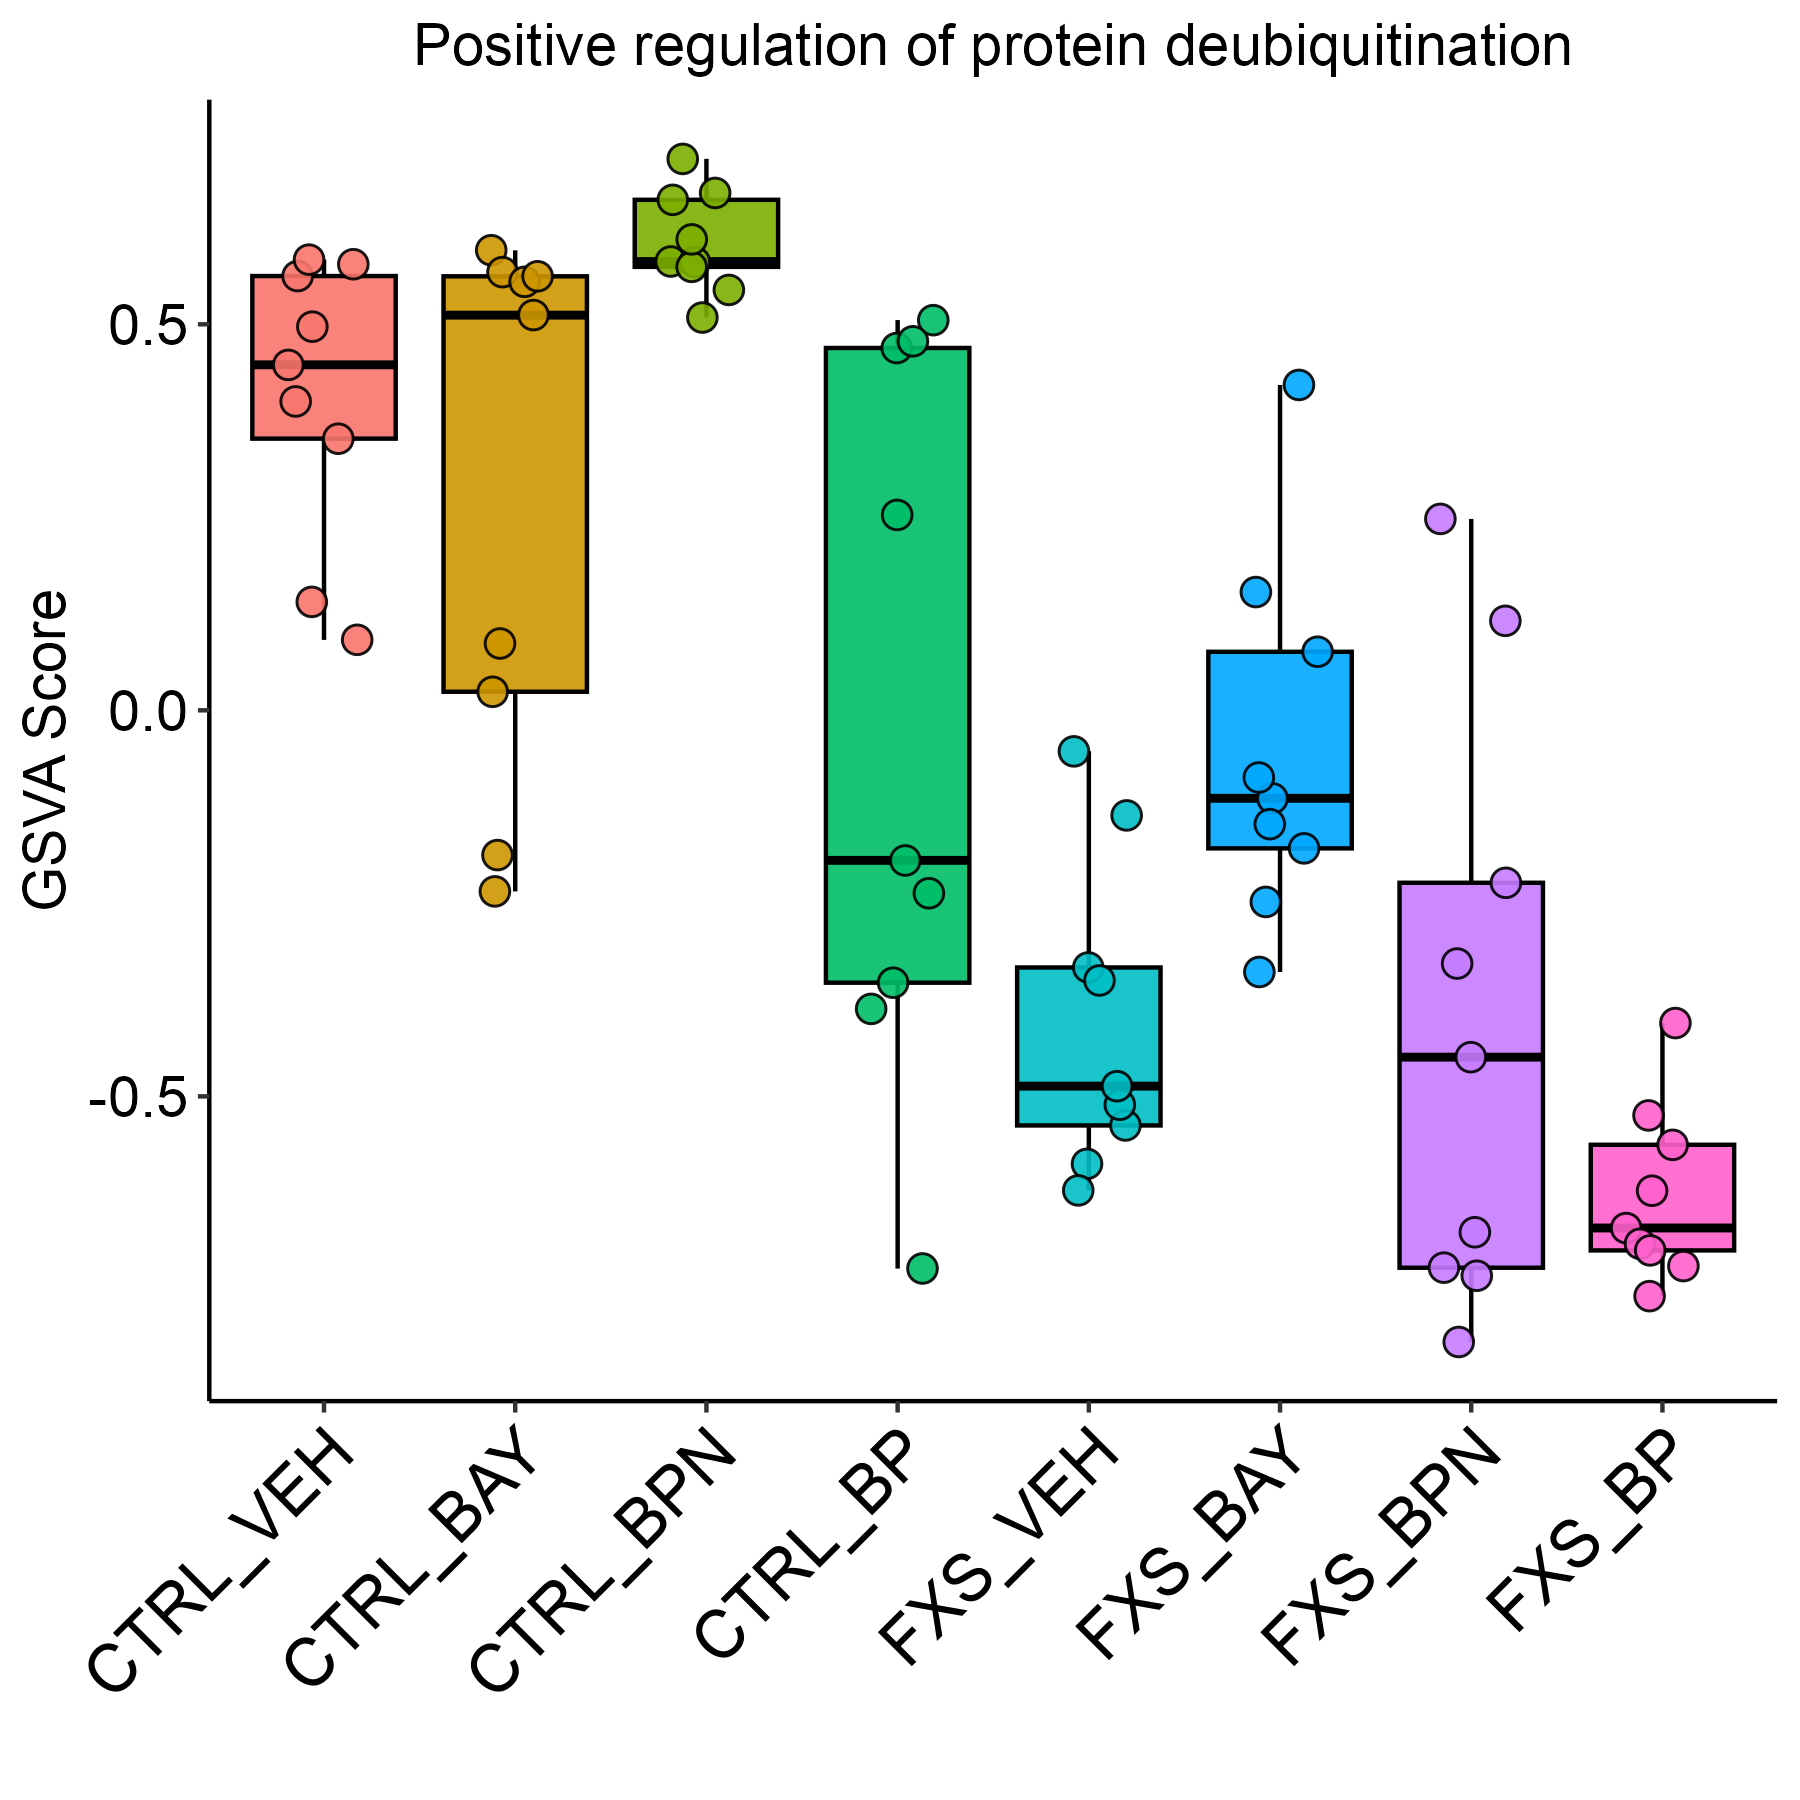 Positive regulation of protein deubiquitination
GSVA Score
0.5
0.0
-0.5
CTRL_VEH
CTRL_BAY
CTRL_BPN
CTRL_BP
FXS_VEH
FXS_BAY
FXS_BPN
FXS_BP